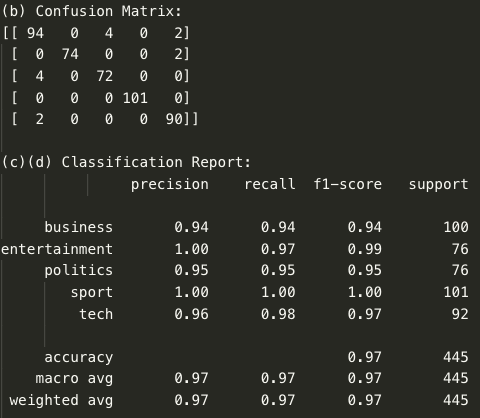 (b) Confusion Matrix:
[[ 94   0   4   0   2]
 [  0  74   0   0   2]
 [  4   0  72   0   0]
 [  0   0   0 101   0]
 [  2   0   0   0  90]]
(c)(d) Classification Report:
precision    recall  f1-score   support
business       0.94      0.94      0.94       100
entertainment       1.00      0.97      0.99        76
politics       0.95      0.95      0.95        76
sport       1.00      1.00      1.00       101
tech       0.96      0.98      0.97        92
accuracy                           0.97       445
macro avg       0.97      0.97      0.97       445
weighted avg       0.97      0.97      0.97       445